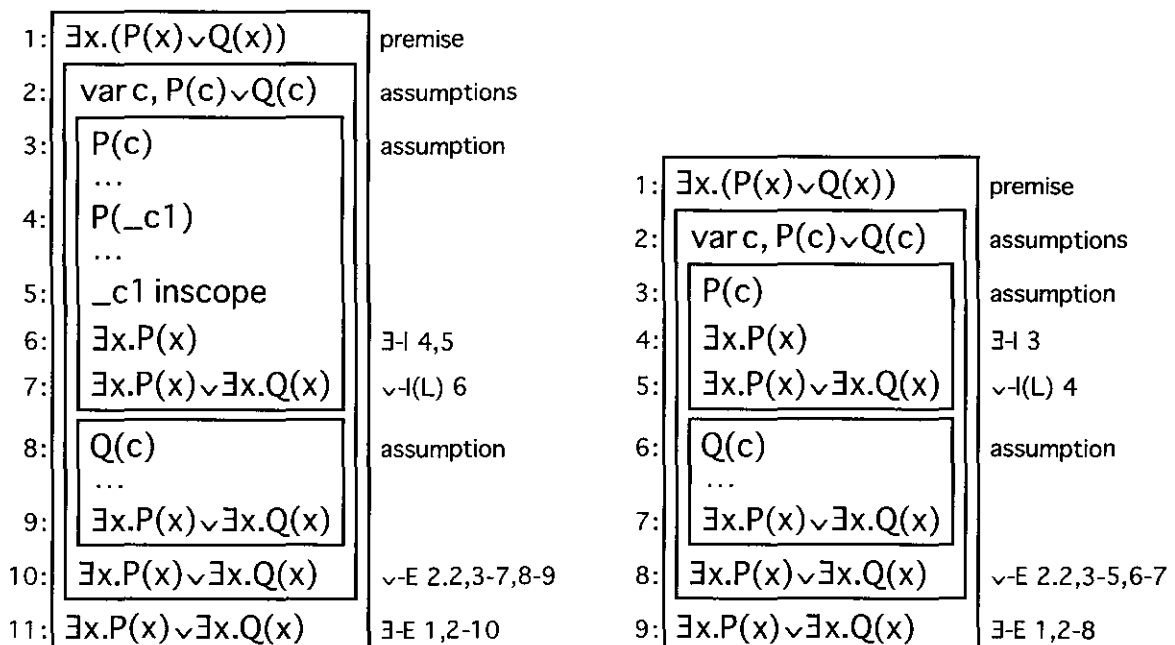 1: ∃x.(P(x)∨Q(x)) premise
2: var c, P(c)∨Q(c) assumptions
3: P(c) assumption
...
4: P(_c1)
...
5: _c1 inscope
6: ∃x.P(x) ∃-I 4,5
7: ∃x.P(x)∨∃x.Q(x) ∨-I(L) 6
8: Q(c) assumption
...
9: ∃x.P(x)∨∃x.Q(x)
10: ∃x.P(x)∨∃x.Q(x) ∨-E 2.2,3-7,8-9
11: ∃x.P(x)∨∃x.Q(x) ∃-E 1,2-10
1: ∃x.(P(x)∨Q(x)) premise
2: var c, P(c)∨Q(c) assumptions
3: P(c) assumption
4: ∃x.P(x) ∃-I 3
5: ∃x.P(x)∨∃x.Q(x) ∨-I(L) 4
6: Q(c) assumption
...
7: ∃x.P(x)∨∃x.Q(x)
8: ∃x.P(x)∨∃x.Q(x) ∨-E 2.2,3-5,6-7
9: ∃x.P(x)∨∃x.Q(x) ∃-E 1,2-8